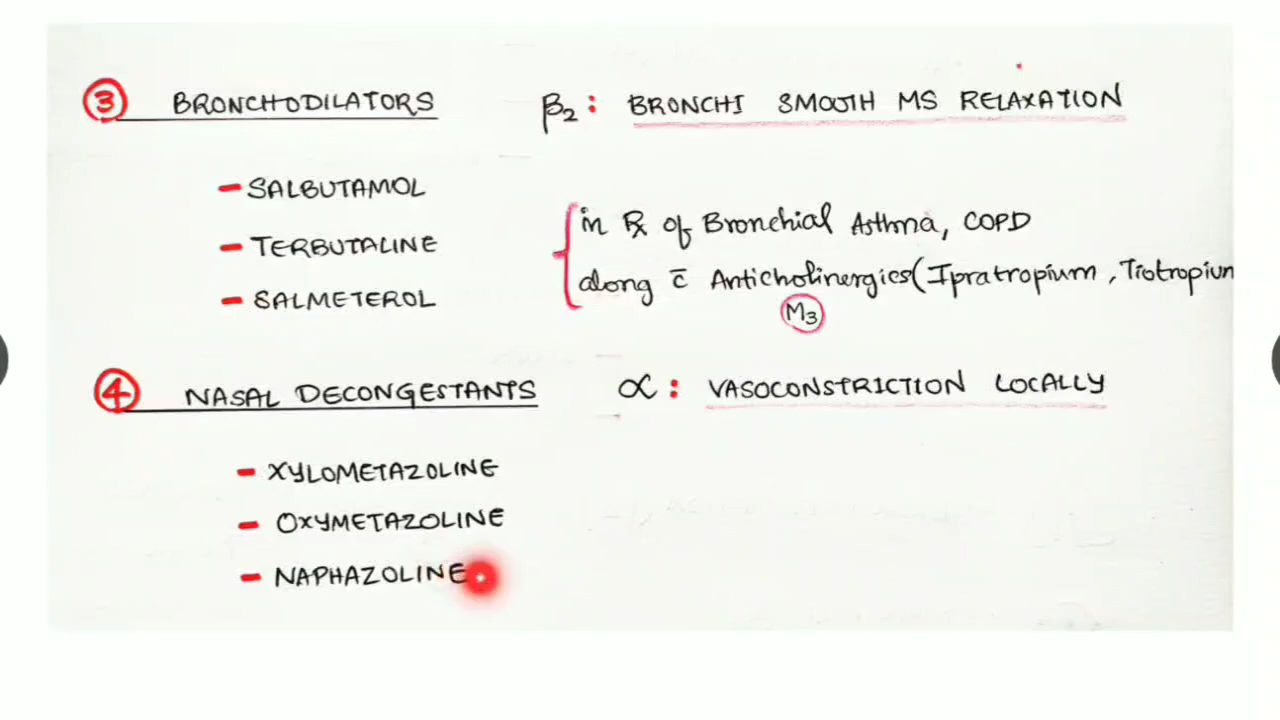 3 BRONCHODILATORS β2: BRONCHI SMOOTH MS RELAXATION
- SALBUTAMOL
- TERBUTALINE
- SALMETEROL
in Rx of Bronchial Asthma, COPD
along c̄ Anticholinergics (Ipratropium, Tiotropium
M3
4 NASAL DECONGESTANTS α: VASOCONSTRICTION LOCALLY
- XYLOMETAZOLINE
- OXYMETAZOLINE
- NAPHAZOLINE